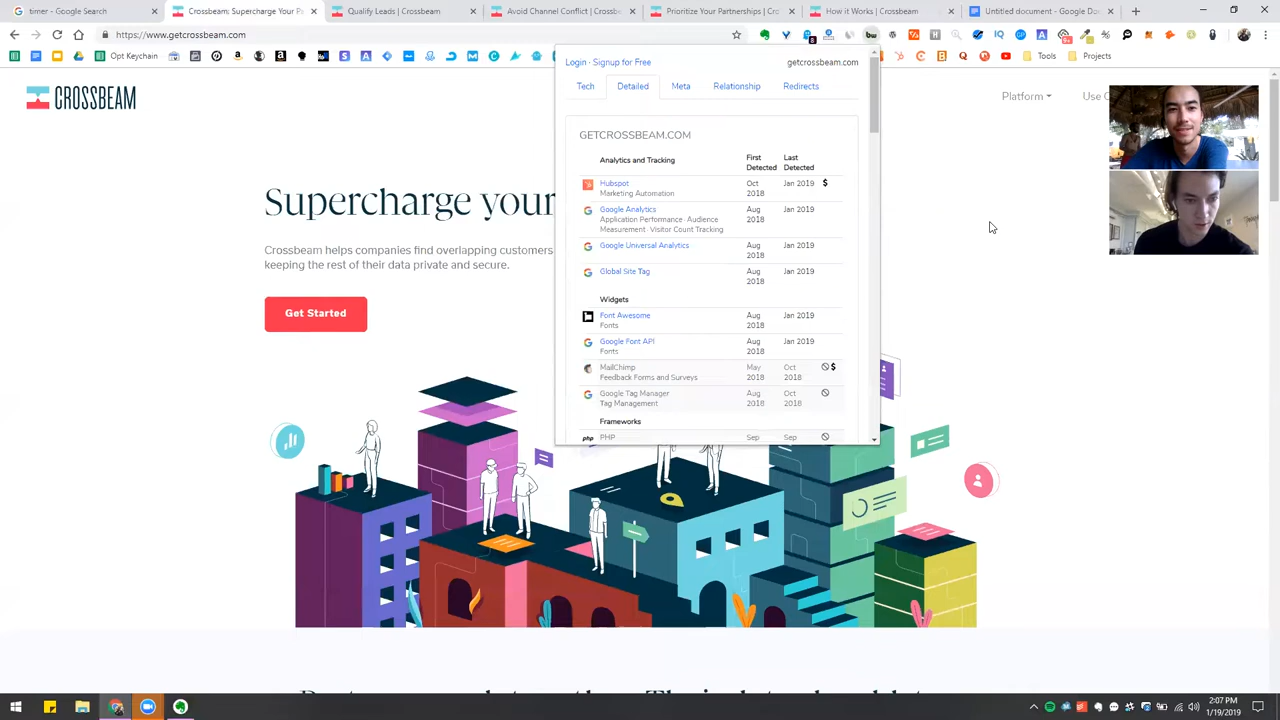 timer - Google Search
Crossbeam: Supercharge Your Pa
Qualify Leads | Crossbeam
Avoid Channel Conflict | Crossbe
Prioritize Your Partnerships | Cro
How it Works | Crossbeam
Untitled document - Google Do
https://www.getcrossbeam.com
Opt Keychain
Tools
Projects
CROSSBEAM
Platform
Use C
Supercharge your
Crossbeam helps companies find overlapping customers
keeping the rest of their data private and secure.
Get Started
Login · Signup for Free
getcrossbeam.com
Tech
Detailed
Meta
Relationship
Redirects
GETCROSSBEAM.COM
Analytics and Tracking
First Detected
Last Detected
Hubspot
Oct 2018
Jan 2019
$
Marketing Automation
Google Analytics
Aug 2018
Jan 2019
Application Performance · Audience
Measurement · Visitor Count Tracking
Google Universal Analytics
Aug 2018
Jan 2019
Global Site Tag
Aug 2018
Jan 2019
Widgets
Font Awesome
Aug 2018
Jan 2019
Fonts
Google Font API
Aug 2018
Jan 2019
Fonts
MailChimp
May 2018
Oct 2018
$
Feedback Forms and Surveys
Google Tag Manager
Aug 2018
Oct 2018
Tag Management
Frameworks
php
PHP
Sep
Sep
2:07 PM
1/19/2019